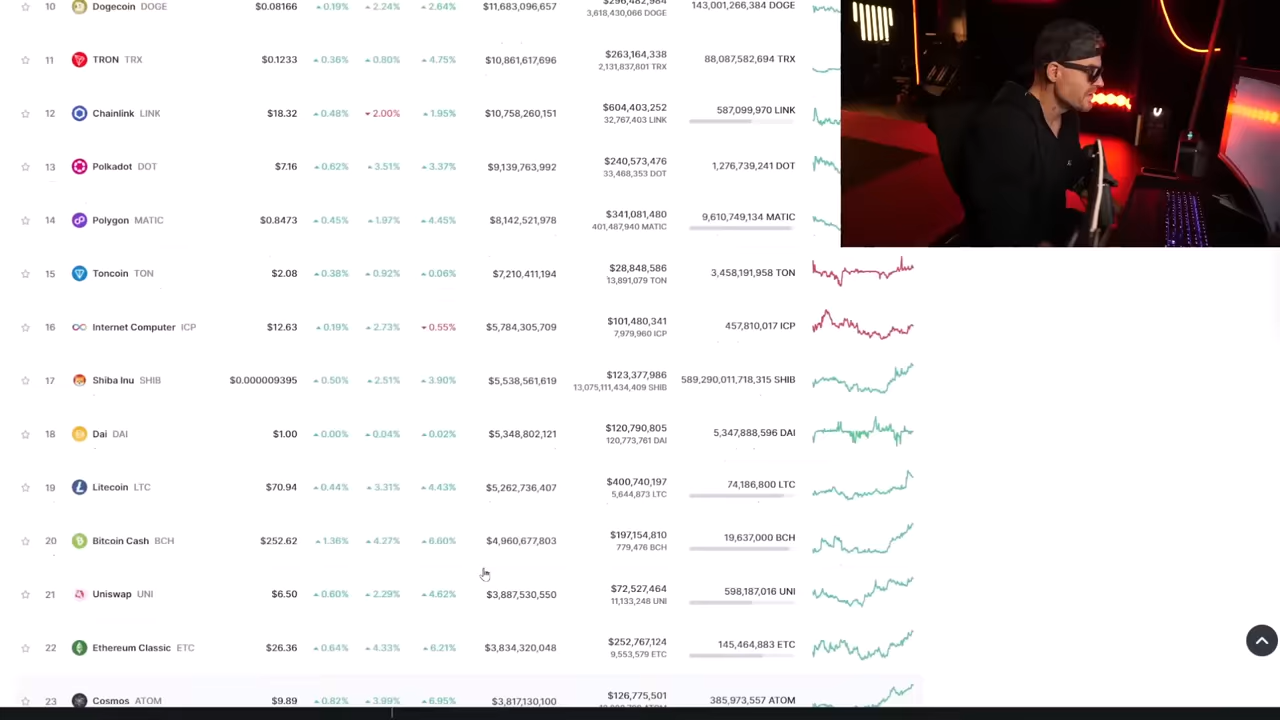 10 Dogecoin DOGE $0.08166 0.19% 2.24% 2.64% $11,683,096,657 $296,482,984 143,001,266,384 DOGE
3,618,430,066 DOGE
11 TRON TRX $0.1233 0.36% 0.80% 4.75% $10,861,617,696 $263,164,338 88,087,582,694 TRX
2,131,837,801 TRX
12 Chainlink LINK $18.32 0.48% 2.00% 1.95% $10,758,260,151 $604,403,252 587,099,970 LINK
32,767,403 LINK
13 Polkadot DOT $7.16 0.62% 3.51% 3.37% $9,139,763,992 $240,573,476 1,276,739,241 DOT
33,468,353 DOT
14 Polygon MATIC $0.8473 0.45% 1.97% 4.45% $8,142,521,978 $341,081,480 9,610,749,134 MATIC
401,487,940 MATIC
15 Toncoin TON $2.08 0.38% 0.92% 0.06% $7,210,411,194 $28,848,586 3,458,191,958 TON
13,891,079 TON
16 Internet Computer ICP $12.63 0.19% 2.73% 0.55% $5,784,305,709 $101,480,341 457,810,017 ICP
7,979,960 ICP
17 Shiba Inu SHIB $0.000009395 0.50% 2.51% 3.90% $5,538,561,619 $123,377,986 589,290,011,718,315 SHIB
13,075,111,434,409 SHIB
18 Dai DAI $1.00 0.00% 0.04% 0.02% $5,348,802,121 $120,790,805 5,347,888,596 DAI
120,773,761 DAI
19 Litecoin LTC $70.94 0.44% 3.31% 4.43% $5,262,736,407 $400,740,197 74,186,800 LTC
5,644,873 LTC
20 Bitcoin Cash BCH $252.62 1.36% 4.27% 6.60% $4,960,677,803 $197,154,810 19,637,000 BCH
779,476 BCH
21 Uniswap UNI $6.50 0.60% 2.29% 4.62% $3,887,530,550 $72,527,464 598,187,016 UNI
11,133,248 UNI
22 Ethereum Classic ETC $26.36 0.64% 4.33% 6.21% $3,834,320,048 $252,767,124 145,464,883 ETC
9,553,579 ETC
23 Cosmos ATOM $9.89 0.82% 3.99% 6.95% $3,817,130,100 $126,775,501 385,973,557 ATOM